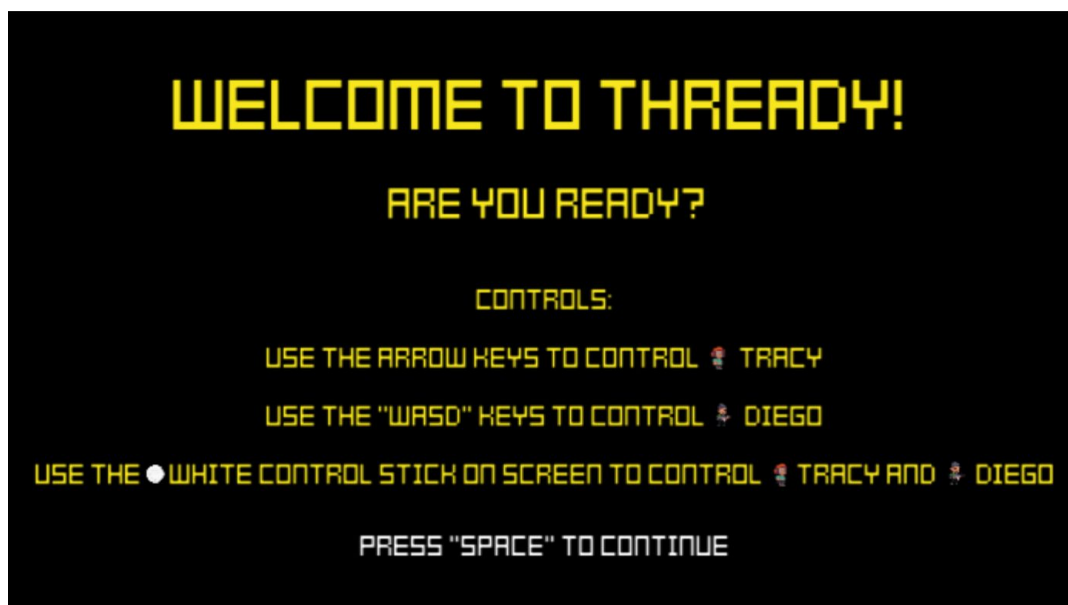 WELCOME TO THREADY!
ARE YOU READY?
CONTROLS:
USE THE ARROW KEYS TO CONTROL TRACY
USE THE "WASD" KEYS TO CONTROL DIEGO
USE THE WHITE CONTROL STICK ON SCREEN TO CONTROL TRACY AND DIEGO
PRESS "SPACE" TO CONTINUE